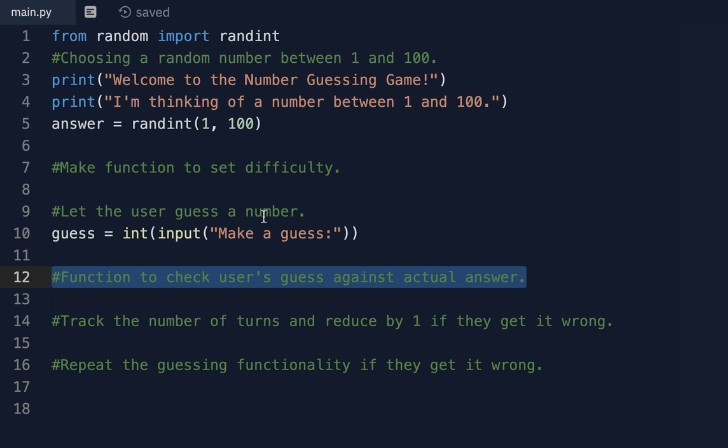 main.py saved
1 from random import randint
2 #Choosing a random number between 1 and 100.
3 print("Welcome to the Number Guessing Game!")
4 print("I'm thinking of a number between 1 and 100.")
5 answer = randint(1, 100)
6
7 #Make function to set difficulty.
8
9 #Let the user guess a number.
10 guess = int(input("Make a guess:"))
11
12 #Function to check user's guess against actual answer.
13
14 #Track the number of turns and reduce by 1 if they get it wrong.
15
16 #Repeat the guessing functionality if they get it wrong.
17
18